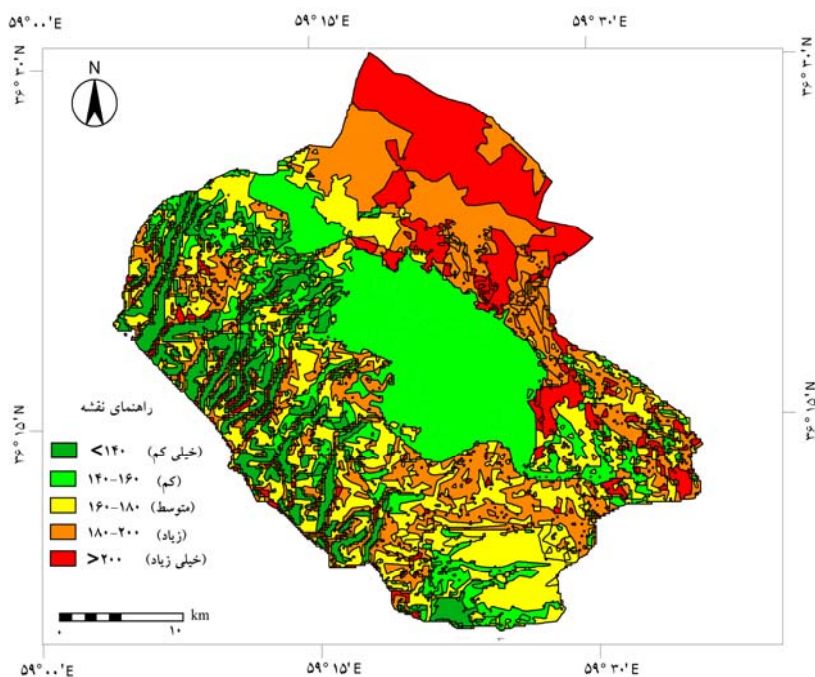 ۵۹° ۰۰'E ۵۹° ۱۵'E ۵۹° ۳۰'E
۳۶° ۳۰'N ۳۶° ۳۰'N
N
۳۶° ۱۵'N ۳۶° ۱۵'N
راهنمای نقشه
<۱۴۰ (خیلی کم)
۱۴۰-۱۶۰ (کم)
۱۶۰-۱۸۰ (متوسط)
۱۸۰-۲۰۰ (زیاد)
>۲۰۰ (خیلی زیاد)
km
۰ ۱۰
۵۹° ۰۰'E ۵۹° ۱۵'E ۵۹° ۳۰'E